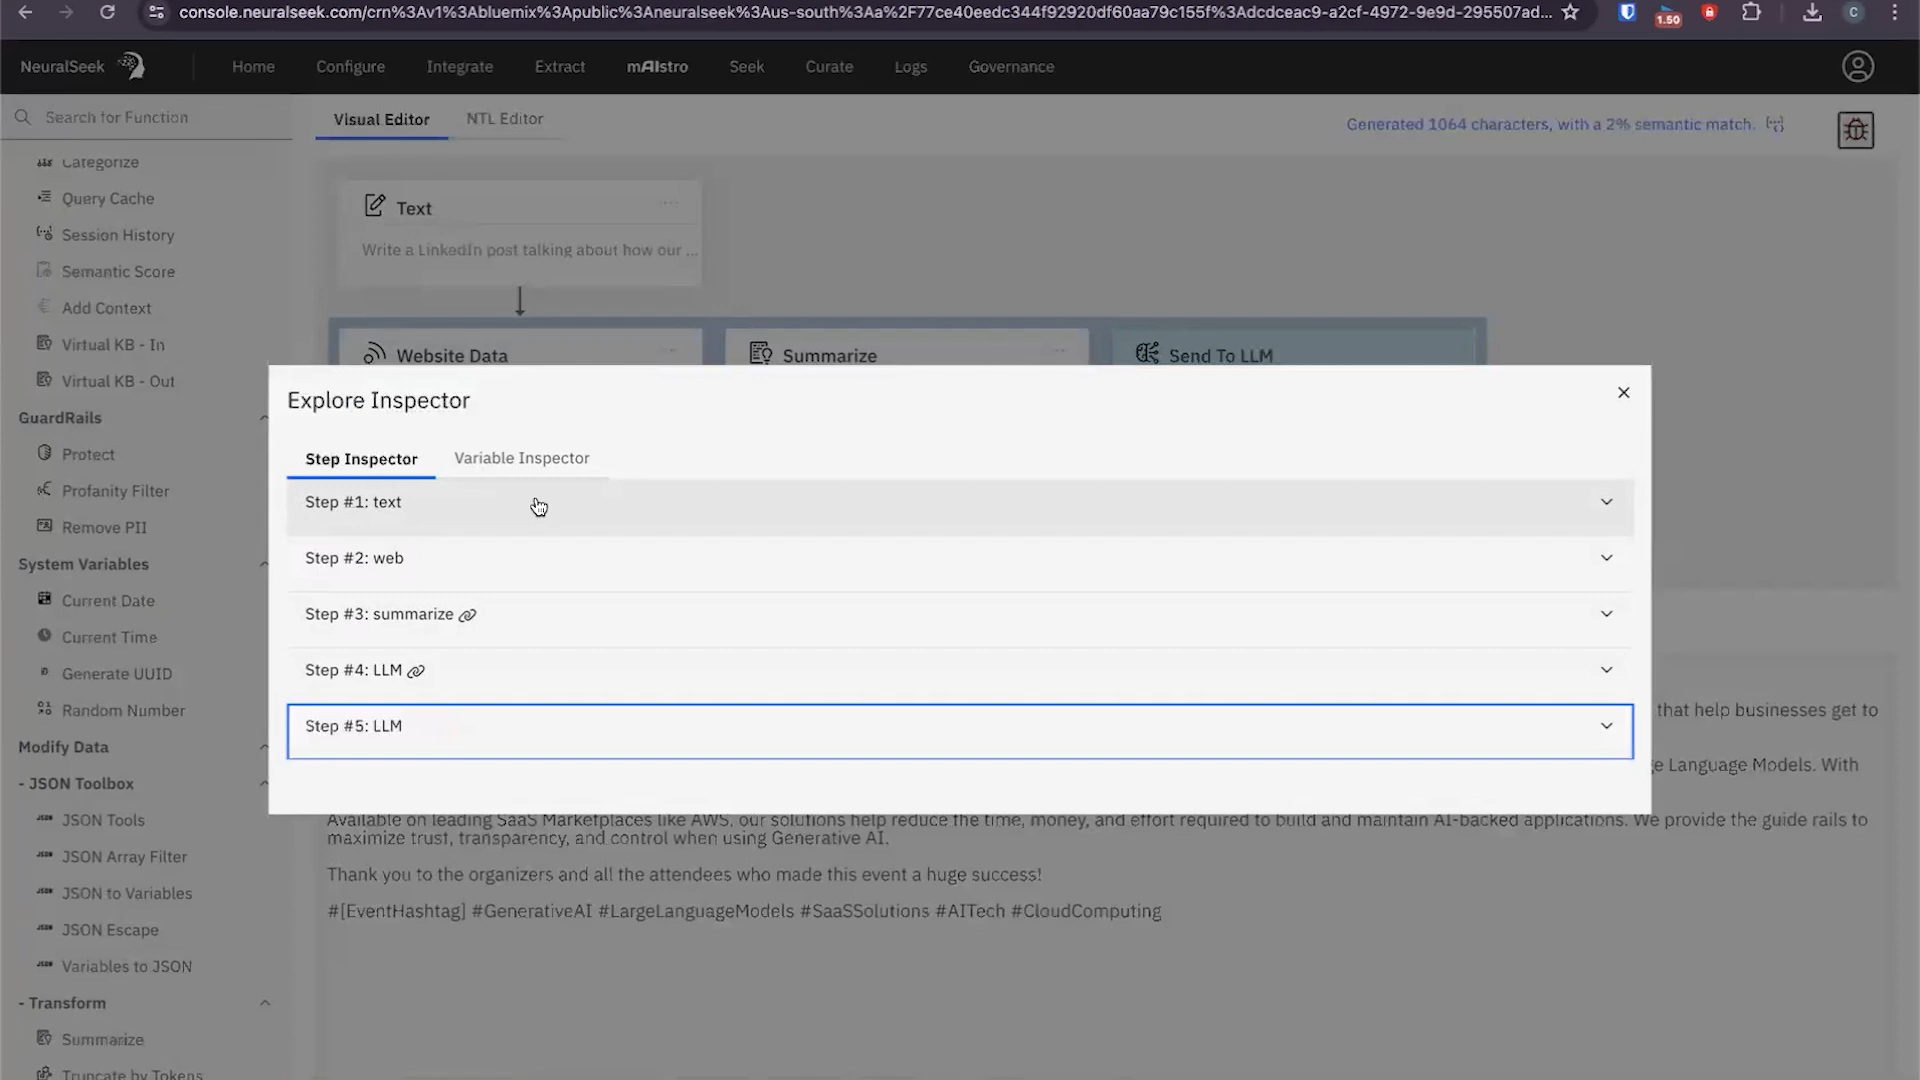 console.neuralseek.com/crn%3Av1%3Abluemix%3Apublic%3Aneuralseek%3Aus-south%3Aa%2F77ce40eedc344f92920df60aa79c155f%3Adcdceac9-a2cf-4972-9e9d-295507ad...
1.50
C
NeuralSeek
Home
Configure
Integrate
Extract
mAIstro
Seek
Curate
Logs
Governance
Search for Function
Visual Editor
NTL Editor
Generated 1064 characters, with a 2% semantic match.
Categorize
Query Cache
Session History
Semantic Score
Add Context
Virtual KB - In
Virtual KB - Out
GuardRails
Protect
Profanity Filter
Remove PII
System Variables
Current Date
Current Time
Generate UUID
Random Number
Modify Data
- JSON Toolbox
JSON Tools
JSON Array Filter
JSON to Variables
JSON Escape
Variables to JSON
- Transform
Summarize
Truncate by Tokens
Text
Write a LinkedIn post talking about how our ...
Website Data
Summarize
Send To LLM
Explore Inspector
Step Inspector
Variable Inspector
Step #1: text
Step #2: web
Step #3: summarize
Step #4: LLM
Step #5: LLM
that help businesses get to
Language Models. With
Available on leading SaaS Marketplaces like AWS, our solutions help reduce the time, money, and effort required to build and maintain AI-backed applications. We provide the guide rails to
maximize trust, transparency, and control when using Generative AI.
Thank you to the organizers and all the attendees who made this event a huge success!
#[EventHashtag] #GenerativeAI #LargeLanguageModels #SaaSSolutions #AITech #CloudComputing